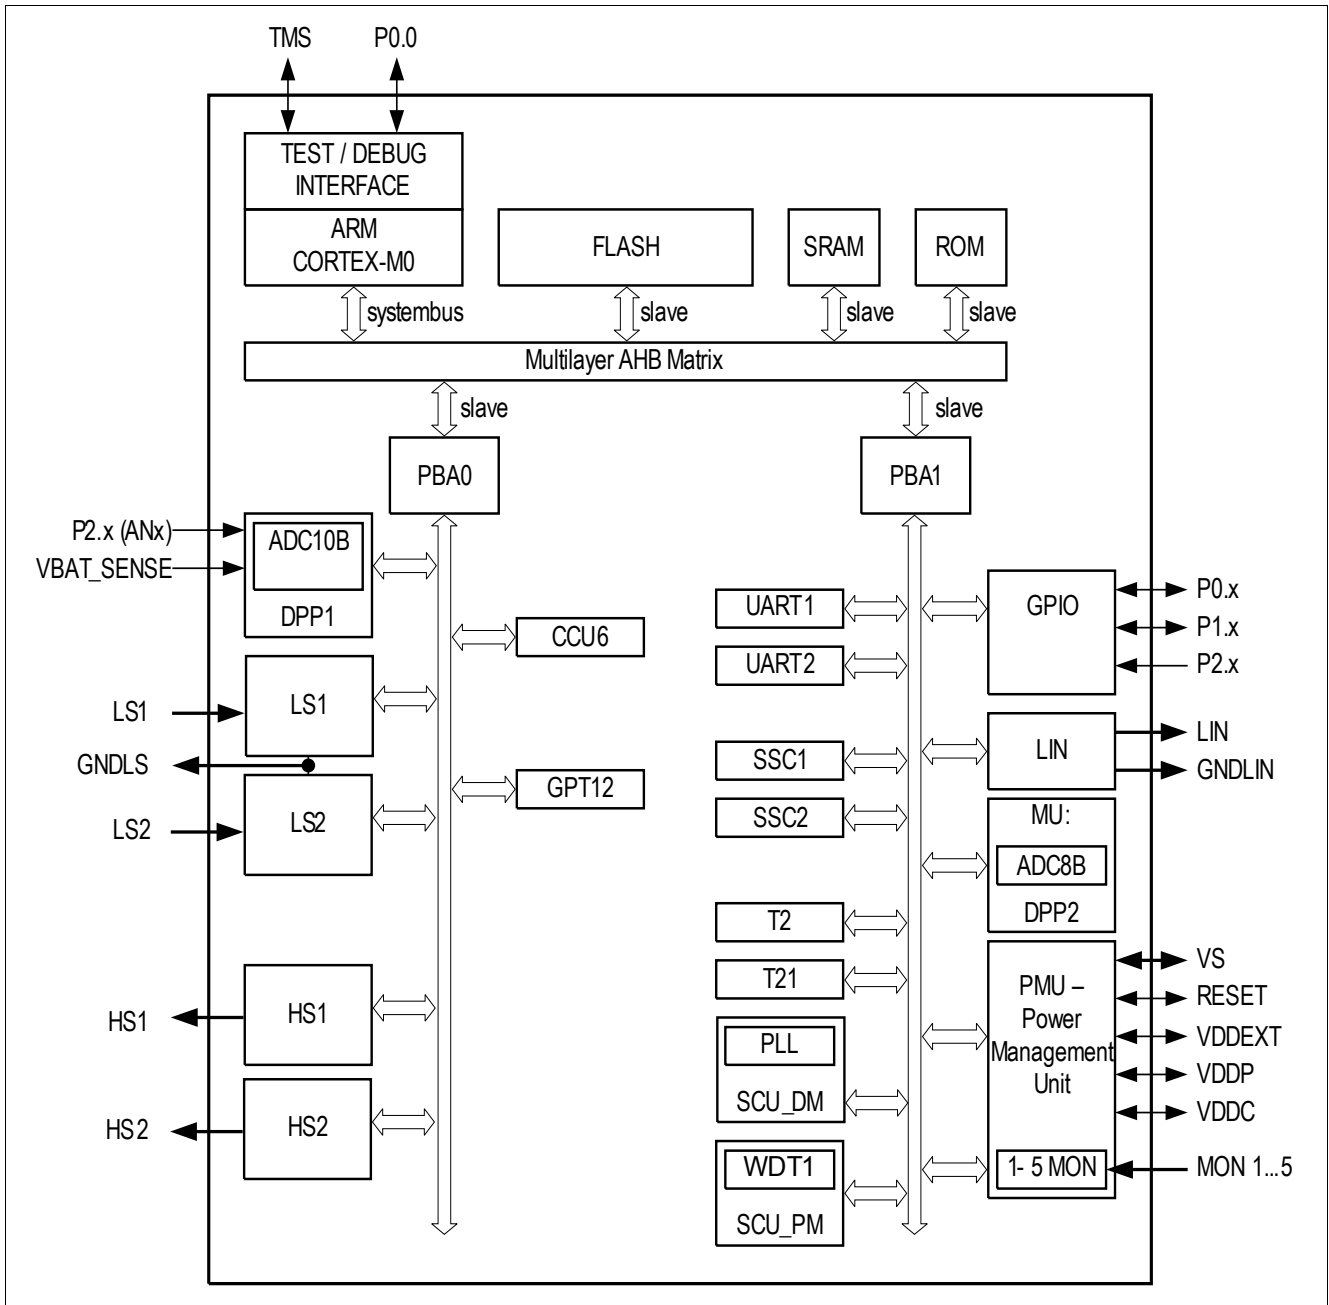 TMS
P0.0
TEST / DEBUG
INTERFACE
ARM
CORTEX-M0
FLASH
SRAM
ROM
systembus
slave
slave
slave
Multilayer AHB Matrix
slave
slave
PBA0
PBA1
P2.x (ANx)
VBAT_SENSE
ADC10B
DPP1
CCU6
LS1
LS1
GNDLS
GPT12
LS2
LS2
HS1
HS1
HS2
HS2
UART1
UART2
SSC1
SSC2
T2
T21
PLL
SCU_DM
WDT1
SCU_PM
GPIO
P0.x
P1.x
P2.x
LIN
LIN
GNDLIN
MU:
ADC8B
DPP2
PMU –
Power
Management
Unit
VS
RESET
VDDEXT
VDDP
VDDC
1- 5 MON
MON 1...5